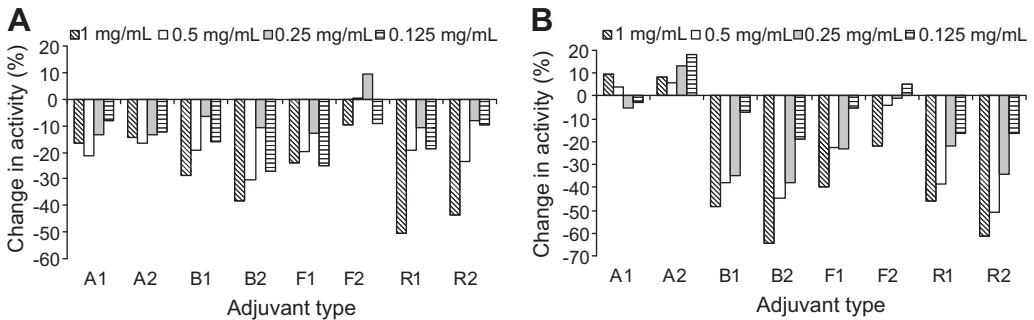 A
1 mg/mL 0.5 mg/mL 0.25 mg/mL 0.125 mg/mL
Change in activity (%)
20
10
0
-10
-20
-30
-40
-50
-60
A1 A2 B1 B2 F1 F2 R1 R2
Adjuvant type
B
1 mg/mL 0.5 mg/mL 0.25 mg/mL 0.125 mg/mL
Change in activity (%)
20
10
0
-10
-20
-30
-40
-50
-60
-70
A1 A2 B1 B2 F1 F2 R1 R2
Adjuvant type